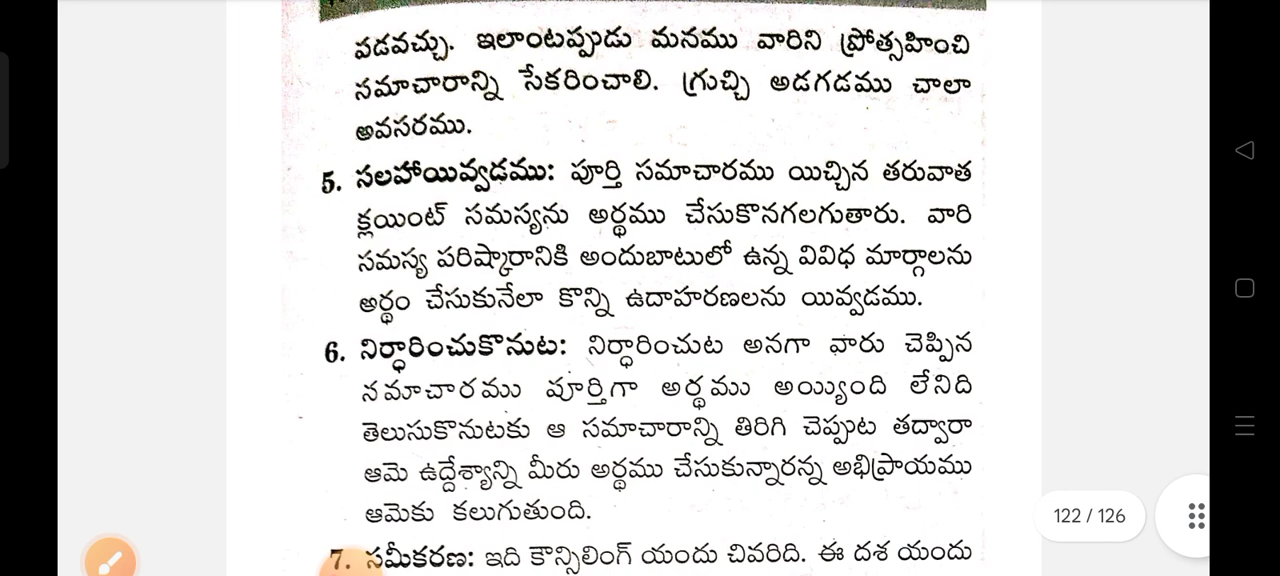 పడవచ్చు. ఇలాంటప్పుడు మనము వారిని ప్రోత్సహించి
సమాచారాన్ని సేకరించాలి. గ్రుచ్చి అడగడము చాలా
అవసరము.
5. సలహాయివ్వడము: పూర్తి సమాచారము యిచ్చిన తరువాత
క్లయింట్ సమస్యను అర్థము చేసుకొనగలగుతారు. వారి
సమస్య పరిష్కారానికి అందుబాటులో ఉన్న వివిధ మార్గాలను
అర్థం చేసుకునేలా కొన్ని ఉదాహరణలను యివ్వడము.
6. నిర్ధారించుకొనుట: నిర్ధారించుట అనగా వారు చెప్పిన
సమాచారము పూర్తిగా అర్థము అయ్యింది లేనిది
తెలుసుకొనుటకు ఆ సమాచారాన్ని తిరిగి చెప్పుట తద్వారా
ఆమె ఉద్దేశ్యాన్ని మీరు అర్థము చేసుకున్నారన్న అభిప్రాయము
ఆమెకు కలుగుతుంది.
122 / 126
7. సమీకరణ: ఇది కౌన్సిలింగ్ యందు చివరిది. ఈ దశ యందు